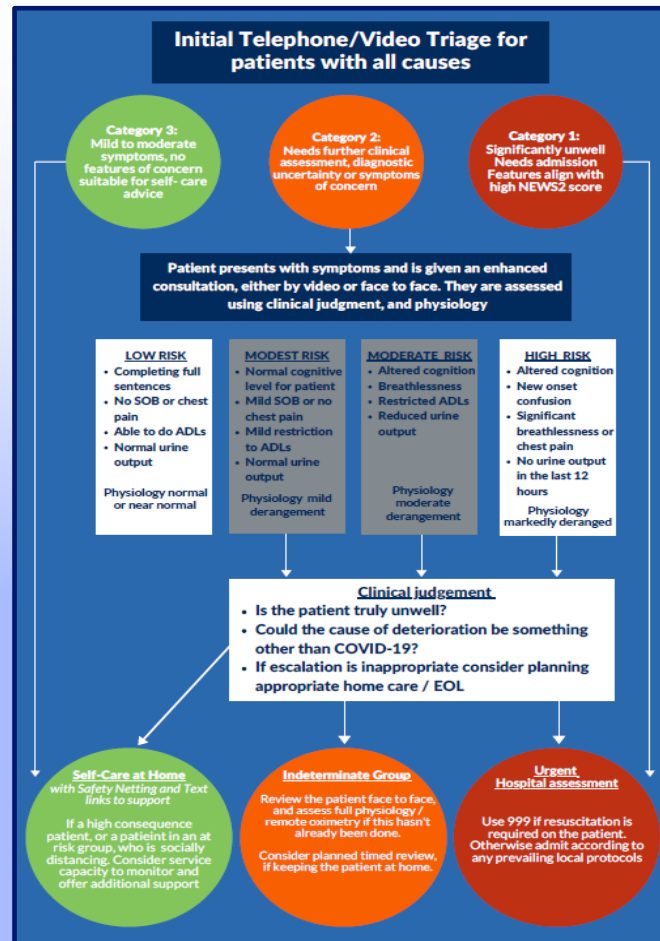 Initial Telephone/Video Triage for
patients with all causes
Category 3:
Mild to moderate
symptoms, no
features of concern
suitable for self- care
advice
Category 2:
Needs further clinical
assessment, diagnostic
uncertainty or symptoms
of concern
Category 1:
Significantly unwell
Needs admission
Features align with
high NEWS2 score
Patient presents with symptoms and is given an enhanced
consultation, either by video or face to face. They are assessed
using clinical judgment, and physiology
LOW RISK
• Completing full
sentences
• No SOB or chest
pain
• Able to do ADLs
• Normal urine
output
Physiology normal
or near normal
MODEST RISK
• Normal cognitive
level for patient
• Mild SOB or no
chest pain
• Mild restriction
to ADLs
• Normal urine
output
Physiology mild
derangement
MODERATE RISK
• Altered cognition
• Breathlessness
• Restricted ADLs
• Reduced urine
output
Physiology
moderate
derangement
HIGH RISK
• Altered cognition
• New onset
confusion
• Significant
breathlessness or
chest pain
• No urine output
in the last 12
hours
Physiology
markedly deranged
Clinical judgement
• Is the patient truly unwell?
• Could the cause of deterioration be something
other than COVID-19?
• If escalation is inappropriate consider planning
appropriate home care / EOL
Self-Care at Home
with Safety Netting and Text
links to support
If a high consequence
patient, or a patieint in an at
risk group, who is socially
distancing. Consider service
capacity to monitor and
offer additional support
Indeterminate Group
Review the patient face to face,
and assess full physiology /
remote oximetry if this hasn't
already been done.
Consider planned timed review,
if keeping the patient at home.
Urgent
Hospital assessment
Use 999 if resuscitation is
required on the patient.
Otherwise admit according to
any prevailing local protocols